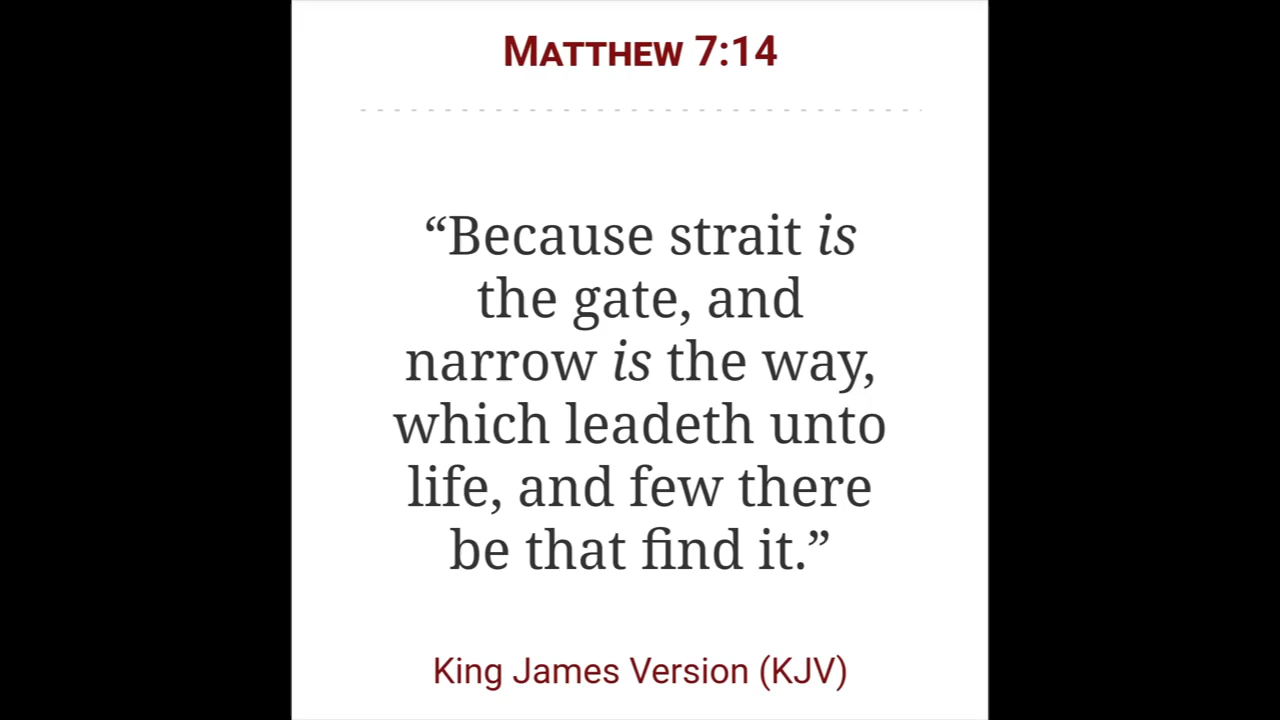 Matthew 7:14
“Because strait is
the gate, and
narrow is the way,
which leadeth unto
life, and few there
be that find it.”
King James Version (KJV)